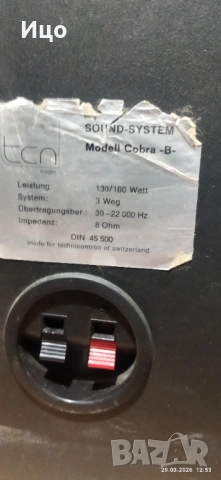 Ицо
tcn
SOUND-SYSTEM
Modell Cobra -B-
Leistung: 130/180 Watt
System: 3 Weg
Übertragungsber.: 30-22 000 Hz
Impedanz: 8 Ohm
DIN 45 500
made for technicontron of switzerland
29.03.2026 12:53
BAZAR